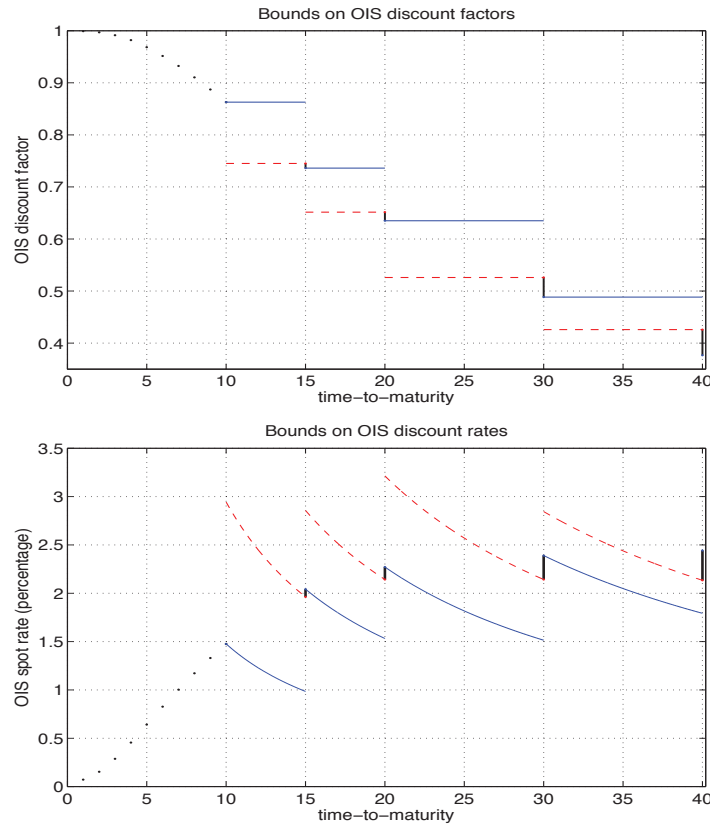 Bounds on OIS discount factors
1.1
1
0.9
0.8
0.7
0.6
0.5
0.4
OIS discount factor
0 5 10 15 20 25 30 35 40
time-to-maturity
Bounds on OIS discount rates
3.5
3
2.5
2
1.5
1
0.5
0
OIS spot rate (percentage)
0 5 10 15 20 25 30 35 40
time-to-maturity